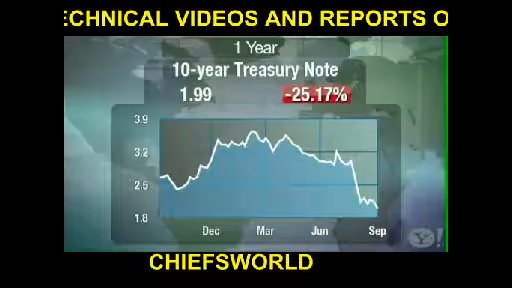 ECHNICAL VIDEOS AND REPORTS O
1 Year
10-year Treasury Note
1.99 -25.17%
3.9
3.2
2.5
1.8
Dec Mar Jun Sep
Y!
CHIEFSWORLD